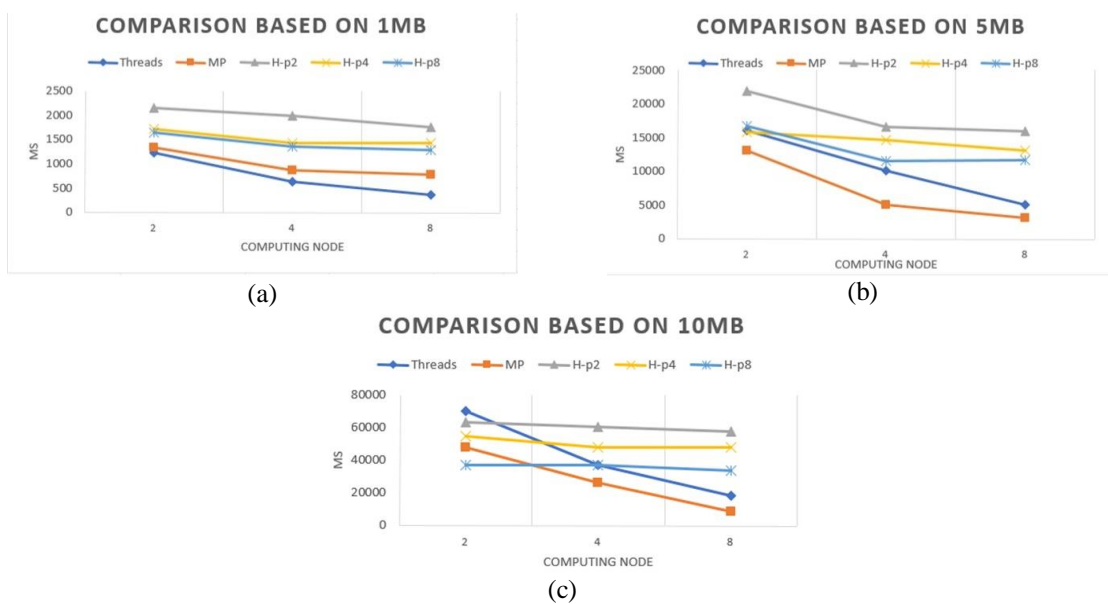 COMPARISON BASED ON 1MB
Threads MP H-p2 H-p4 H-p8
2500
2000
1500
1000
500
0
MS
2 4 8
COMPUTING NODE
(a)
COMPARISON BASED ON 5MB
Threads MP H-p2 H-p4 H-p8
25000
20000
15000
10000
5000
0
MS
2 4 8
COMPUTING NODE
(b)
COMPARISON BASED ON 10MB
Threads MP H-p2 H-p4 H-p8
80000
60000
40000
20000
0
MS
2 4 8
COMPUTING NODE
(c)